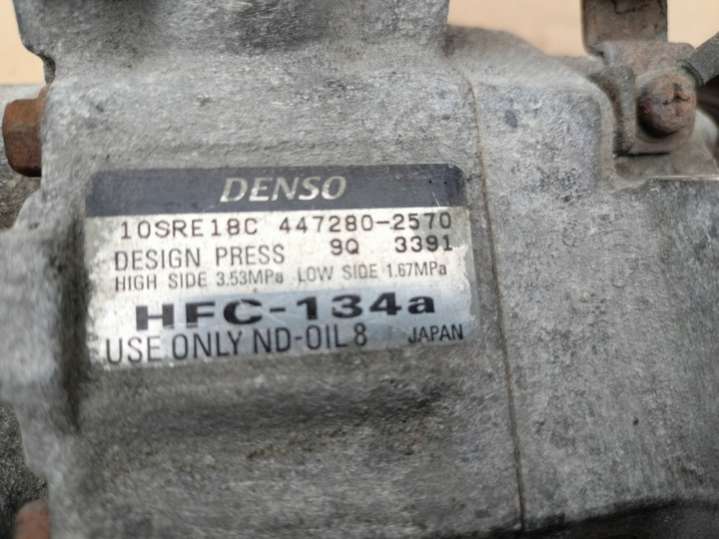 DENSO
10SRE18C 447280-2570
DESIGN PRESS 9Q 3391
HIGH SIDE 3.53MPa LOW SIDE 1.67MPa
HFC-134a
USE ONLY ND-OIL 8 JAPAN